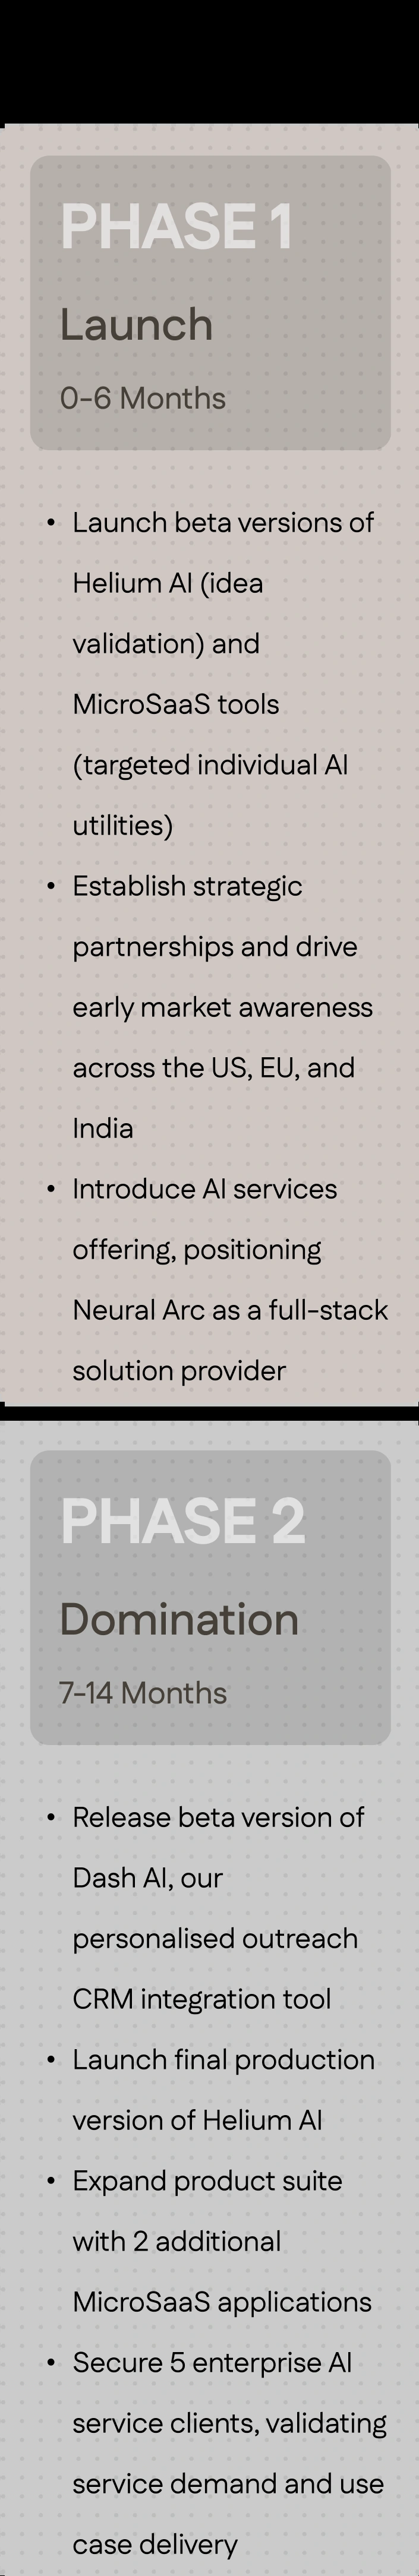 PHASE 1
Launch
0-6 Months
• Launch beta versions of
Helium AI (idea
validation) and
MicroSaaS tools
(targeted individual AI
utilities)
• Establish strategic
partnerships and drive
early market awareness
across the US, EU, and
India
• Introduce AI services
offering, positioning
Neural Arc as a full-stack
solution provider
PHASE 2
Domination
7-14 Months
• Release beta version of
Dash AI, our
personalised outreach
CRM integration tool
• Launch final production
version of Helium AI
• Expand product suite
with 2 additional
MicroSaaS applications
• Secure 5 enterprise AI
service clients, validating
service demand and use
case delivery